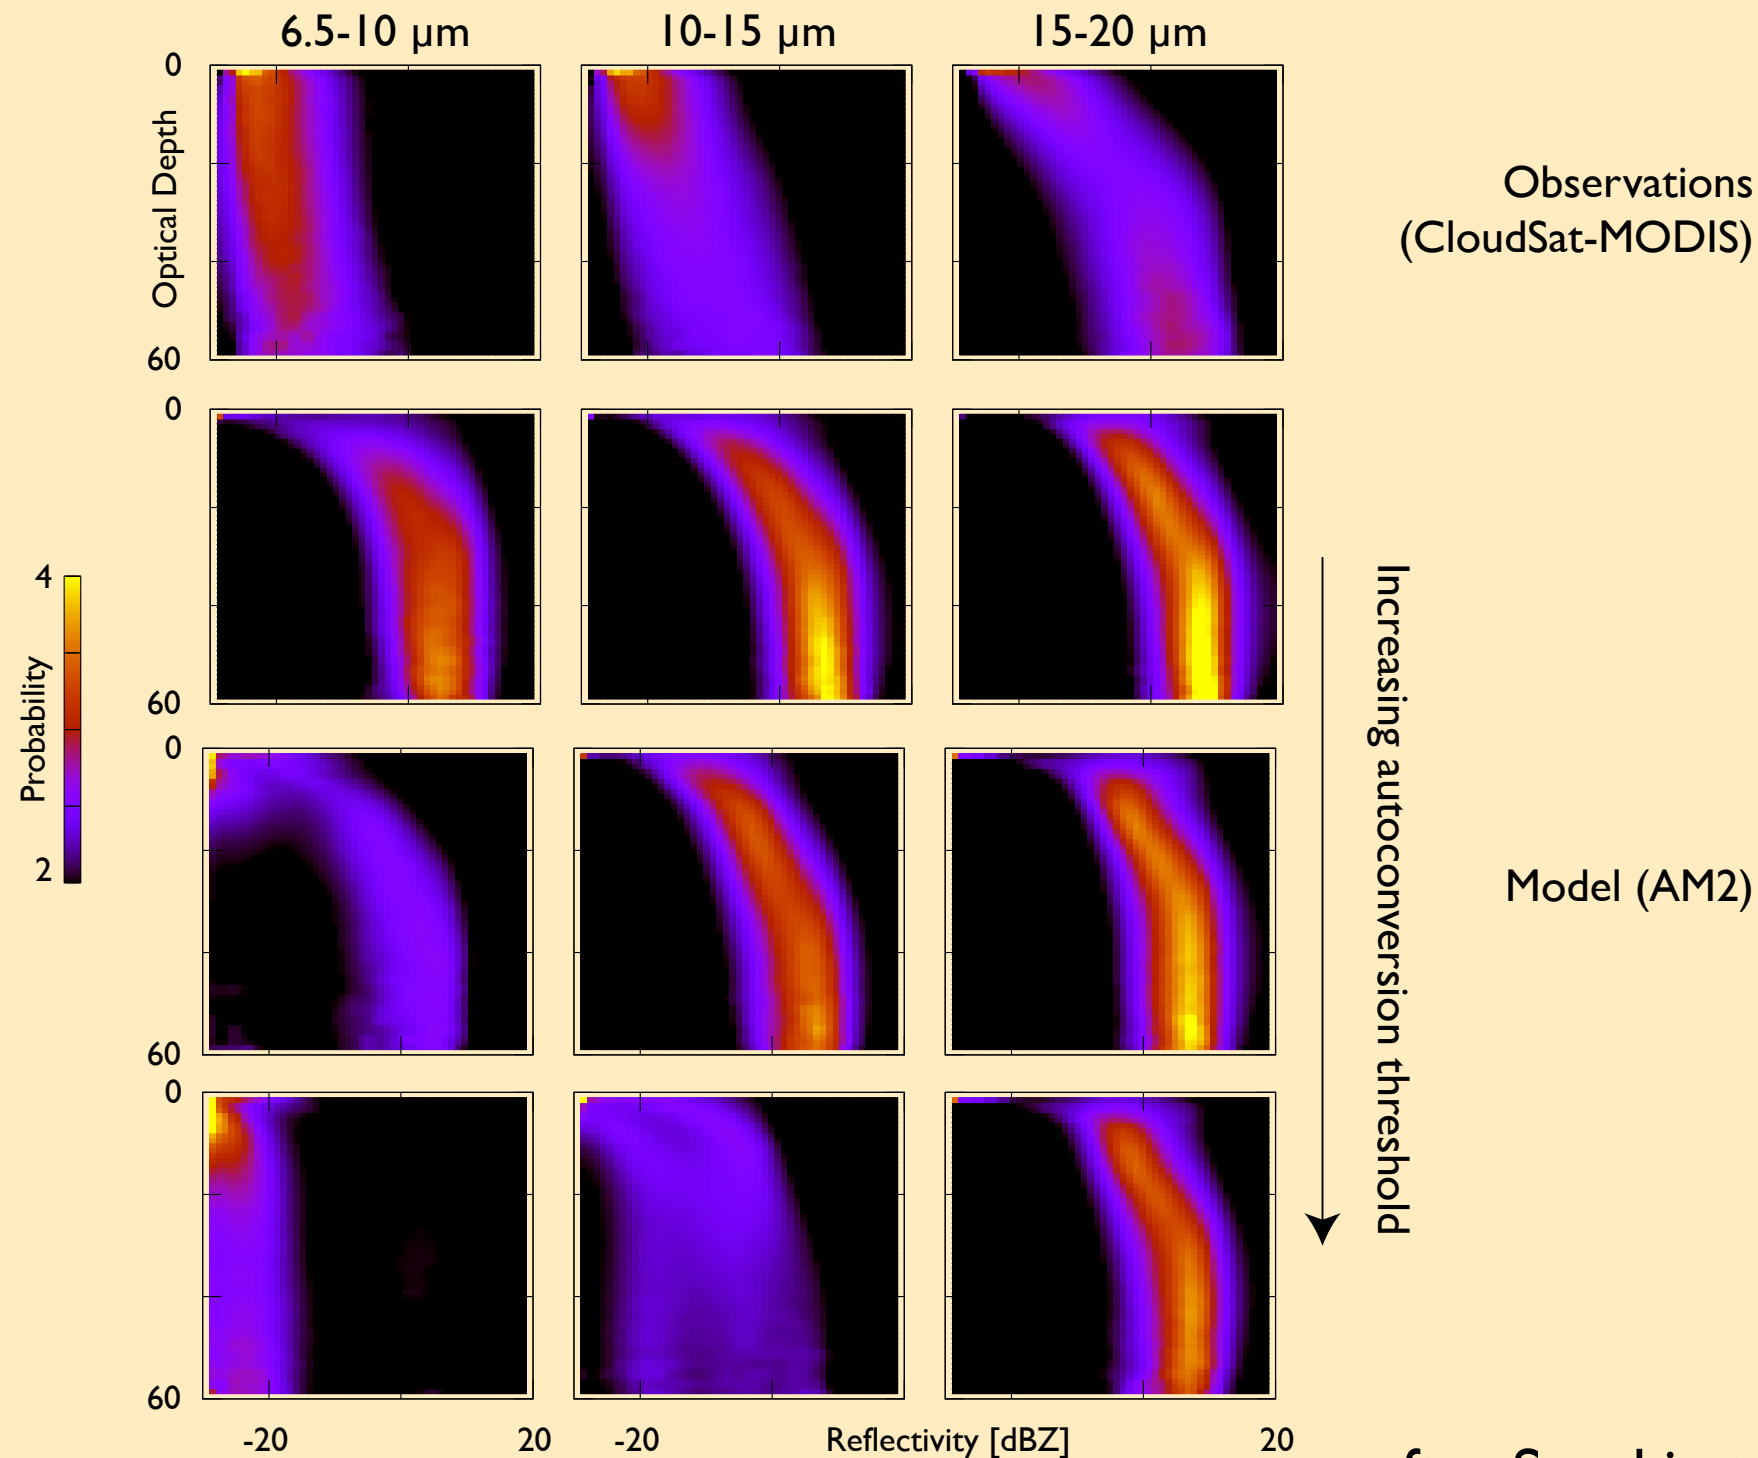 6.5-10 µm
10-15 µm
15-20 µm
0
Optical Depth
60
Observations
(CloudSat-MODIS)
0
60
4
Probability
2
0
60
Increasing autoconversion threshold
Model (AM2)
0
60
-20
20
-20
Reflectivity [dBZ]
20